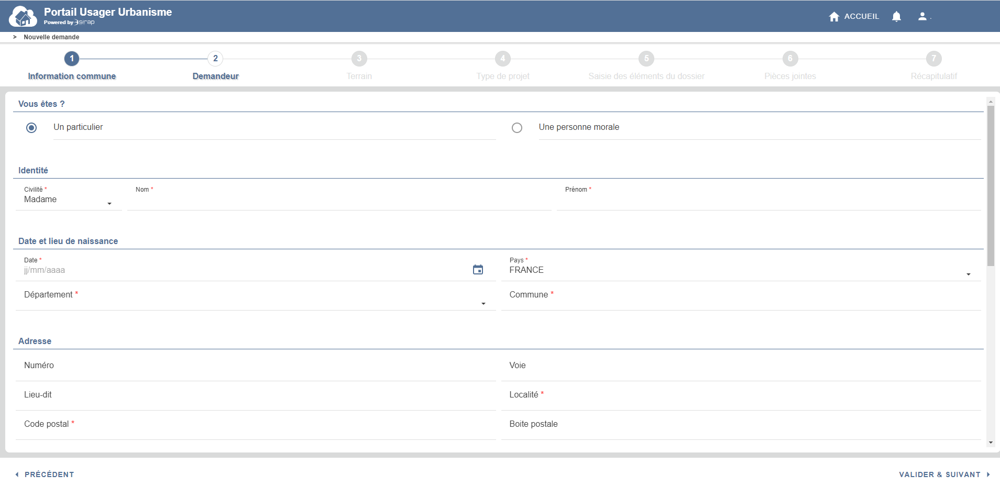 Portail Usager Urbanisme
Powered by sirap
ACCUEIL
.
> Nouvelle demande
1 2 3 4 5 6 7
Information commune Demandeur Terrain Type de projet Saisie des éléments du dossier Pièces jointes Récapitulatif
Vous êtes ?
Un particulier Une personne morale
Identité
Civilité * Nom * Prénom *
Madame
Date et lieu de naissance
Date * Pays *
jj/mm/aaaa FRANCE
Département * Commune *
Adresse
Numéro Voie
Lieu-dit Localité *
Code postal * Boite postale
PRÉCÉDENT VALIDER & SUIVANT